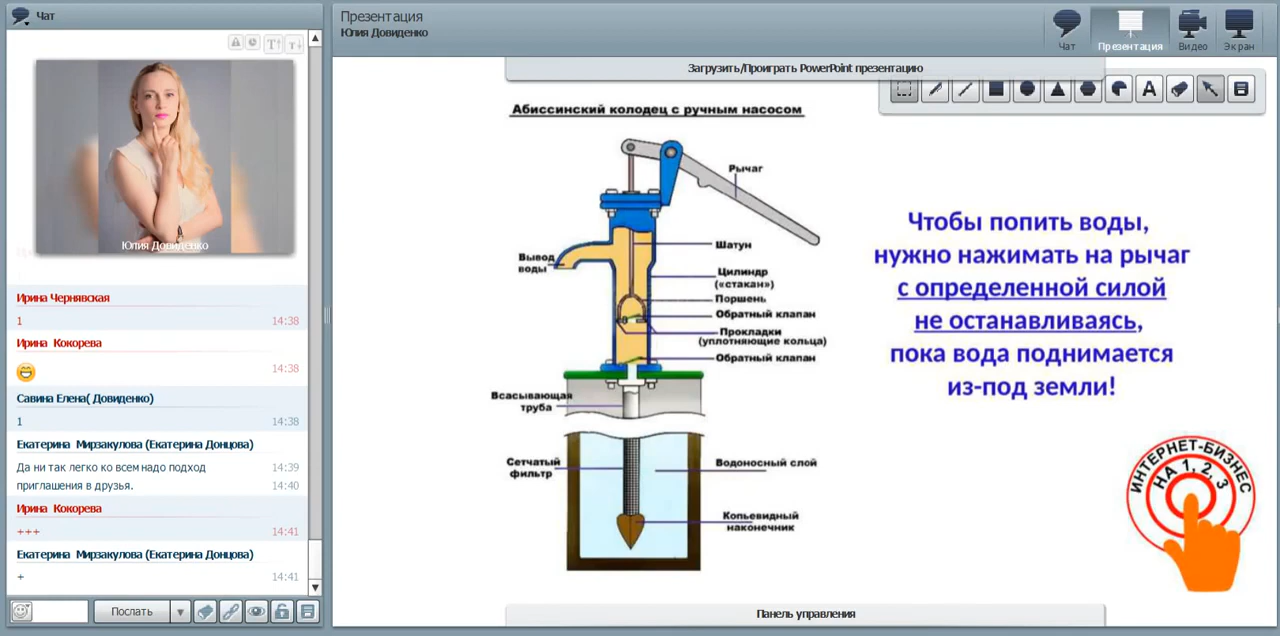 Чат
Юлия Довиденко
Ирина Чернявская
1 14:38
Ирина Кокорева
14:38
Савина Елена( Довиденко)
1 14:38
Екатерина Мирзакулова (Екатерина Донцова)
Да ни так легко ко всем надо подход 14:39
приглашения в друзья. 14:40
Ирина Кокорева
+++ 14:41
Екатерина Мирзакулова (Екатерина Донцова)
+ 14:41
Послать
Презентация
Юлия Довиденко
Чат
Презентация
Видео
Экран
Загрузить/Проиграть PowerPoint презентацию
Абиссинский колодец с ручным насосом
Рычаг
Шатун
Вывод
воды
Цилиндр
(«стакан»)
Поршень
Обратный клапан
Прокладки
(уплотняющие кольца)
Обратный клапан
Всасывающая
труба
Сетчатый
фильтр
Водоносный слой
Копьевидный
наконечник
Чтобы попить воды,
нужно нажимать на рычаг
с определенной силой
не останавливаясь,
пока вода поднимается
из-под земли!
ИНТЕРНЕТ-БИЗНЕС
НА 1, 2, 3
Панель управления